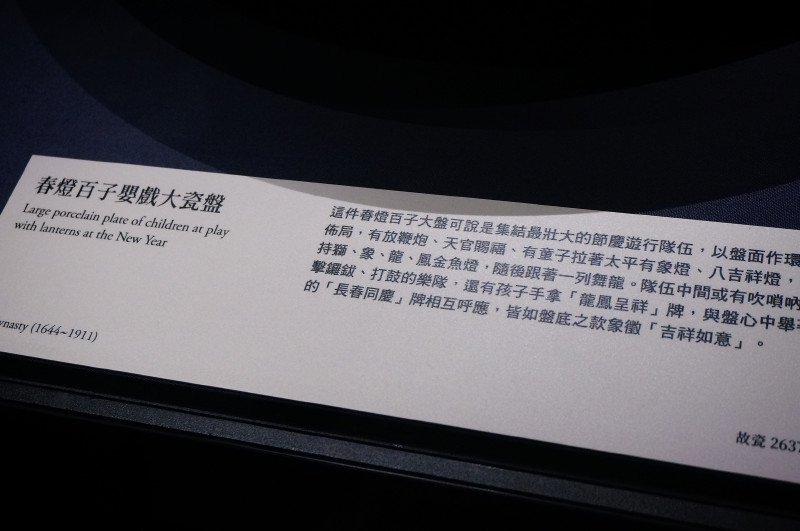 春燈百子嬰戲大瓷盤
Large porcelain plate of children at play
with lanterns at the New Year
(1644~1911)
這件春燈百子大盤可說是集結最壯大的節慶遊行隊伍，以盤面作環
佈局，有放鞭炮、天官賜福、有童子拉著太平有象燈、八吉祥燈，
持獅、象、龍、鳳金魚燈，隨後跟著一列舞龍。隊伍中間或有吹嗩吶
擊鑼鈸、打鼓的樂隊，還有孩子手拿「龍鳳呈祥」牌，與盤心中舉
的「長春同慶」牌相互呼應，皆如盤底之款象徵「吉祥如意」。
故瓷 2637